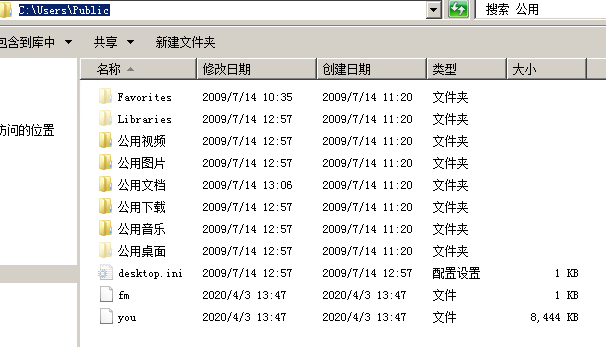 C:\Users\Public 搜索 公用
包含到库中 共享 新建文件夹
名称 修改日期 创建日期 类型 大小
Favorites 2009/7/14 10:35 2009/7/14 11:20 文件夹
Libraries 2009/7/14 12:57 2009/7/14 11:20 文件夹
访问的位置
公用视频 2009/7/14 12:57 2009/7/14 11:20 文件夹
公用图片 2009/7/14 12:57 2009/7/14 11:20 文件夹
公用文档 2009/7/14 13:06 2009/7/14 11:20 文件夹
公用下载 2009/7/14 12:57 2009/7/14 11:20 文件夹
公用音乐 2009/7/14 12:57 2009/7/14 11:20 文件夹
公用桌面 2009/7/14 12:57 2009/7/14 11:20 文件夹
desktop.ini 2009/7/14 12:57 2009/7/14 12:57 配置设置 1 KB
fm 2020/4/3 13:47 2020/4/3 13:47 文件 1 KB
you 2020/4/3 13:47 2020/4/3 13:47 文件 8,444 KB